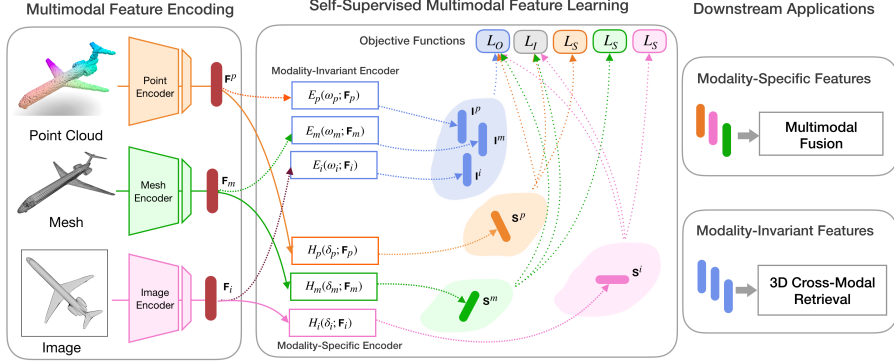 Multimodal Feature Encoding
Self-Supervised Multimodal Feature Learning
Downstream Applications
Point Cloud
Mesh
Image
Point
Encoder
Mesh
Encoder
Image
Encoder
F^p
F_m
F_i
Objective Functions
L_O
L_I
L_S
L_S
L_S
Modality-Invariant Encoder
E_p(ω_p; F_p)
E_m(ω_m; F_m)
E_i(ω_i; F_i)
H_p(δ_p; F_p)
H_m(δ_m; F_m)
H_i(δ_i; F_i)
Modality-Specific Encoder
I^p
I^m
I^i
S^p
S^m
S^i
Modality-Specific Features
Multimodal
Fusion
Modality-Invariant Features
3D Cross-Modal
Retrieval